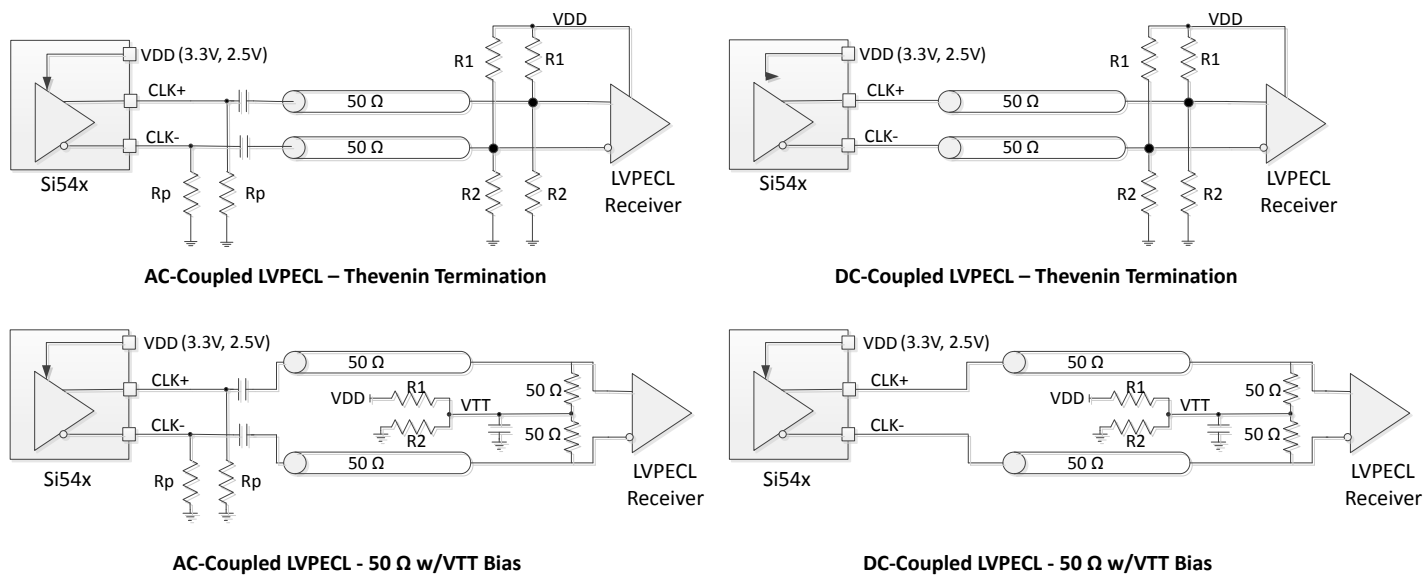 VDD
VDD (3.3V, 2.5V)
R1
R1
CLK+
50 Ω
CLK-
50 Ω
Si54x
Rp
Rp
R2
R2
LVPECL
Receiver
AC-Coupled LVPECL – Thevenin Termination
VDD
VDD (3.3V, 2.5V)
R1
R1
CLK+
50 Ω
CLK-
50 Ω
Si54x
R2
R2
LVPECL
Receiver
DC-Coupled LVPECL – Thevenin Termination
VDD (3.3V, 2.5V)
50 Ω
CLK+
R1
50 Ω
VDD
VTT
CLK-
R2
50 Ω
50 Ω
Si54x
Rp
Rp
LVPECL
Receiver
AC-Coupled LVPECL - 50 Ω w/VTT Bias
VDD (3.3V, 2.5V)
50 Ω
CLK+
R1
50 Ω
VDD
VTT
CLK-
R2
50 Ω
50 Ω
Si54x
LVPECL
Receiver
DC-Coupled LVPECL - 50 Ω w/VTT Bias